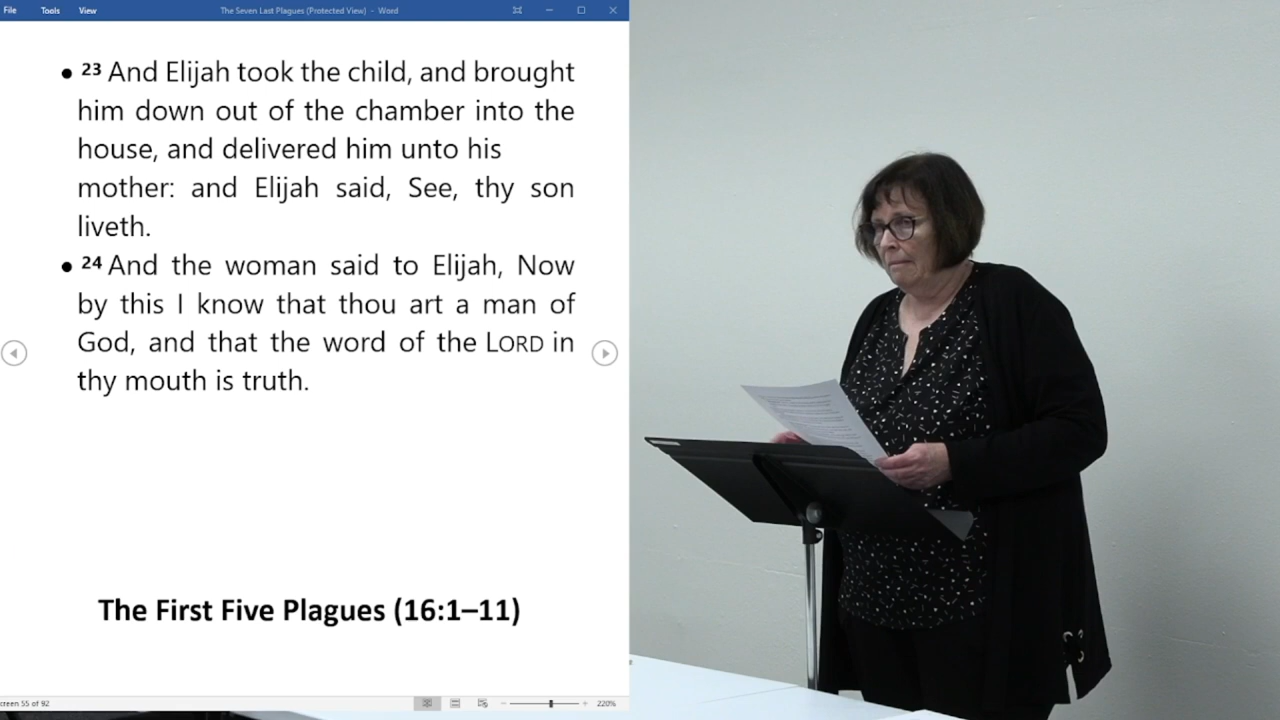 File Tools View The Seven Last Plagues (Protected View) - Word
• 23 And Elijah took the child, and brought
him down out of the chamber into the
house, and delivered him unto his
mother: and Elijah said, See, thy son
liveth.
• 24 And the woman said to Elijah, Now
by this I know that thou art a man of
God, and that the word of the LORD in
thy mouth is truth.
The First Five Plagues (16:1–11)
creen 55 of 92 220%